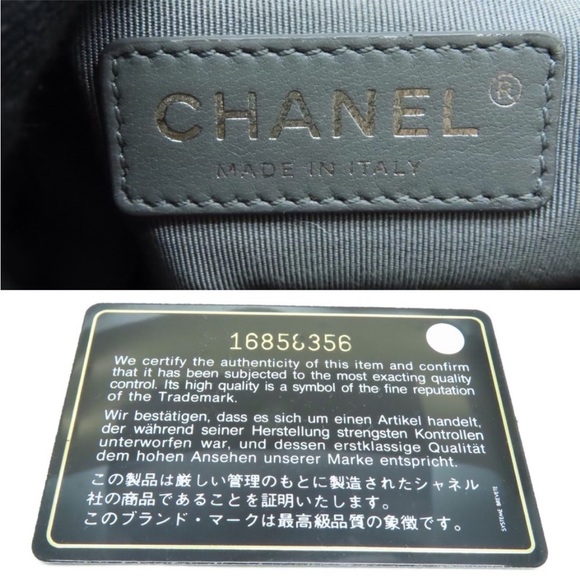 CHANEL®
MADE IN ITALY
16856356
We certify the authenticity of this item and confirm
that it has been subjected to the most exacting quality
control. Its high quality is a symbol of the fine reputation
of the Trademark.
Wir bestätigen, dass es sich um einen Artikel handelt,
der während seiner Herstellung strengsten Kontrollen
unterworfen war, und dessen erstklassige Qualität
dem hohen Ansehen unserer Marke entspricht.
この製品は厳しい管理のもとに製造されたシャネル
社の商品であることを証明いたします。
このブランド・マークは最高級品質の象徴です。
SYSTEME BREVETE